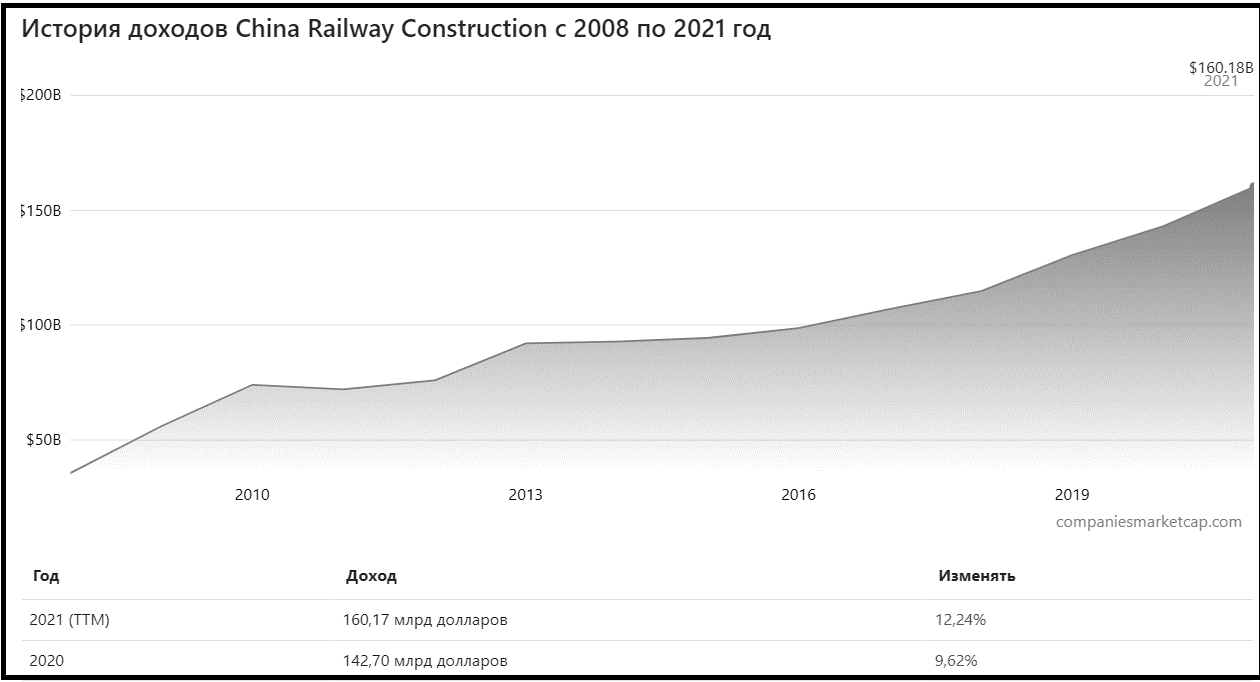 История доходов China Railway Construction с 2008 по 2021 год
$160.18B
2021
$200B
$150B
$100B
$50B
2010 2013 2016 2019
companiesmarketcap.com
Год Доход Изменять
2021 (TTM) 160,17 млрд долларов 12,24%
2020 142,70 млрд долларов 9,62%